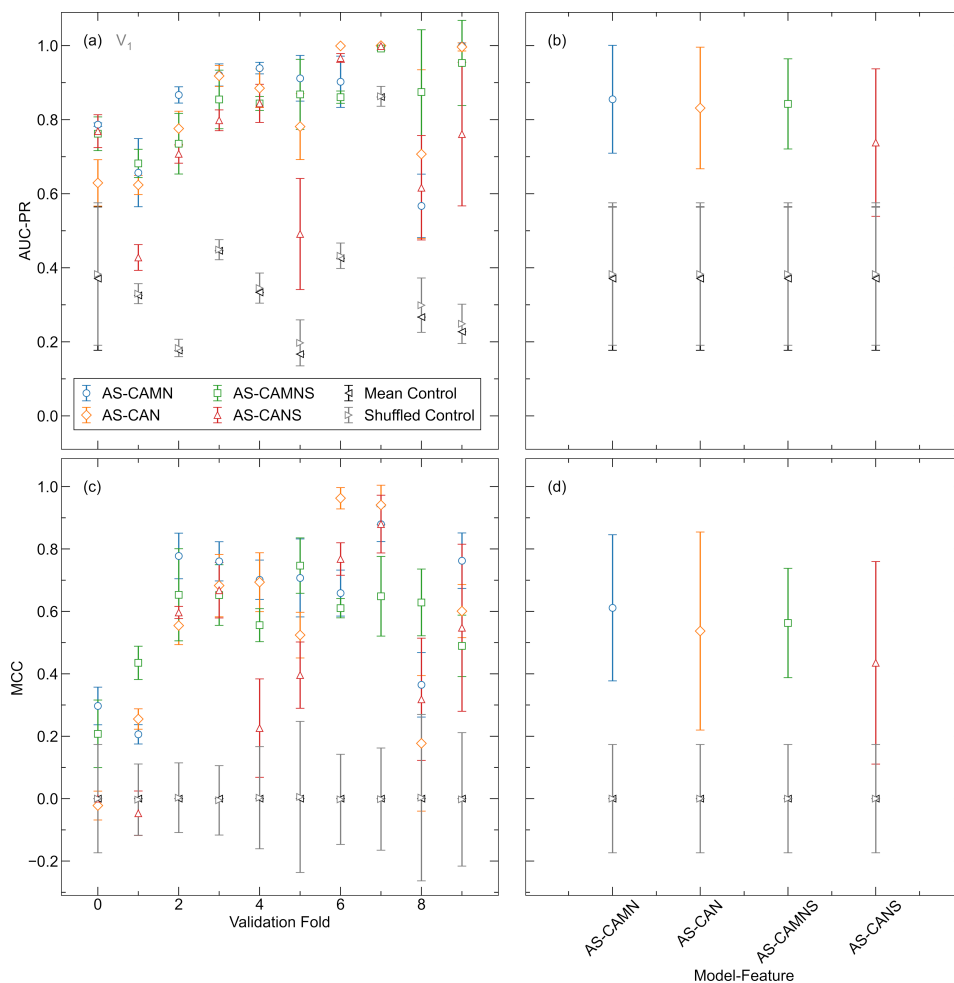 (a) V1
1.0
0.8
0.6
0.4
0.2
0.0
AUC-PR
AS-CAMN
AS-CAN
AS-CAMNS
AS-CANS
Mean Control
Shuffled Control
(b)
(c)
1.0
0.8
0.6
0.4
0.2
0.0
−0.2
MCC
0 2 4 6 8
Validation Fold
(d)
AS-CAMN
AS-CAN
AS-CAMNS
AS-CANS
Model-Feature